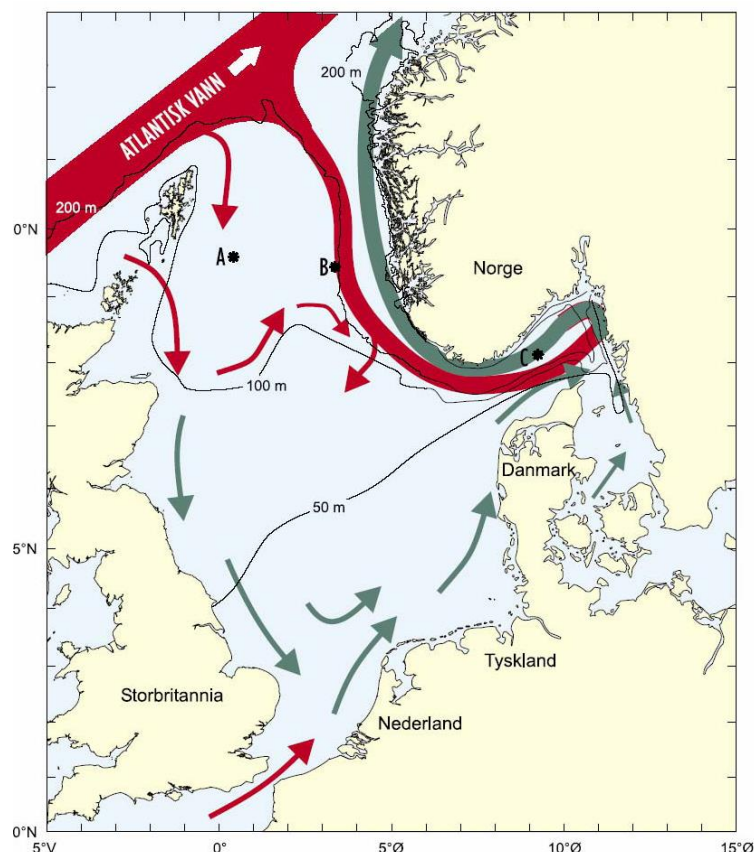 200 m
ATLANTISK VANN
200 m
0°N
A
B
Norge
C
100 m
Danmark
50 m
5°N
Tyskland
Storbritannia
Nederland
0°N
5°V
0°
5°Ø
10°Ø
15°Ø